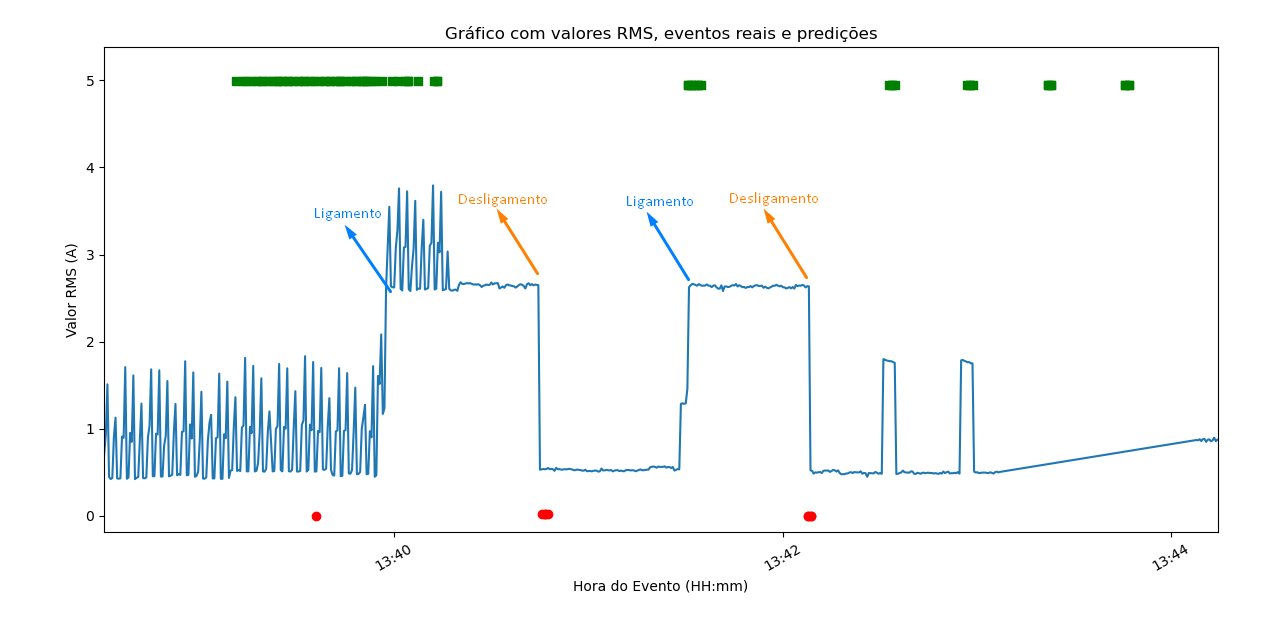 Gráfico com valores RMS, eventos reais e predições
5
4
3
2
1
0
Valor RMS (A)
Ligamento
Desligamento
Ligamento
Desligamento
13:40
13:42
13:44
Hora do Evento (HH:mm)